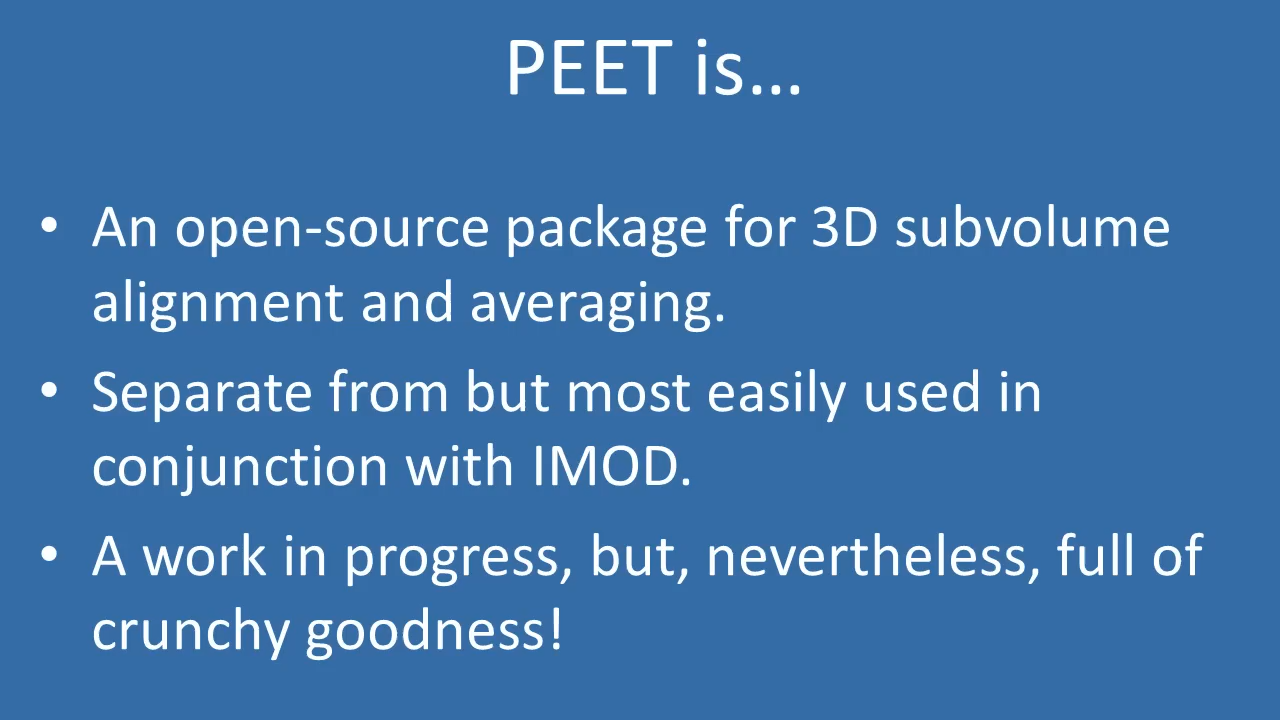 PEET is...
• An open-source package for 3D subvolume
alignment and averaging.
• Separate from but most easily used in
conjunction with IMOD.
• A work in progress, but, nevertheless, full of
crunchy goodness!